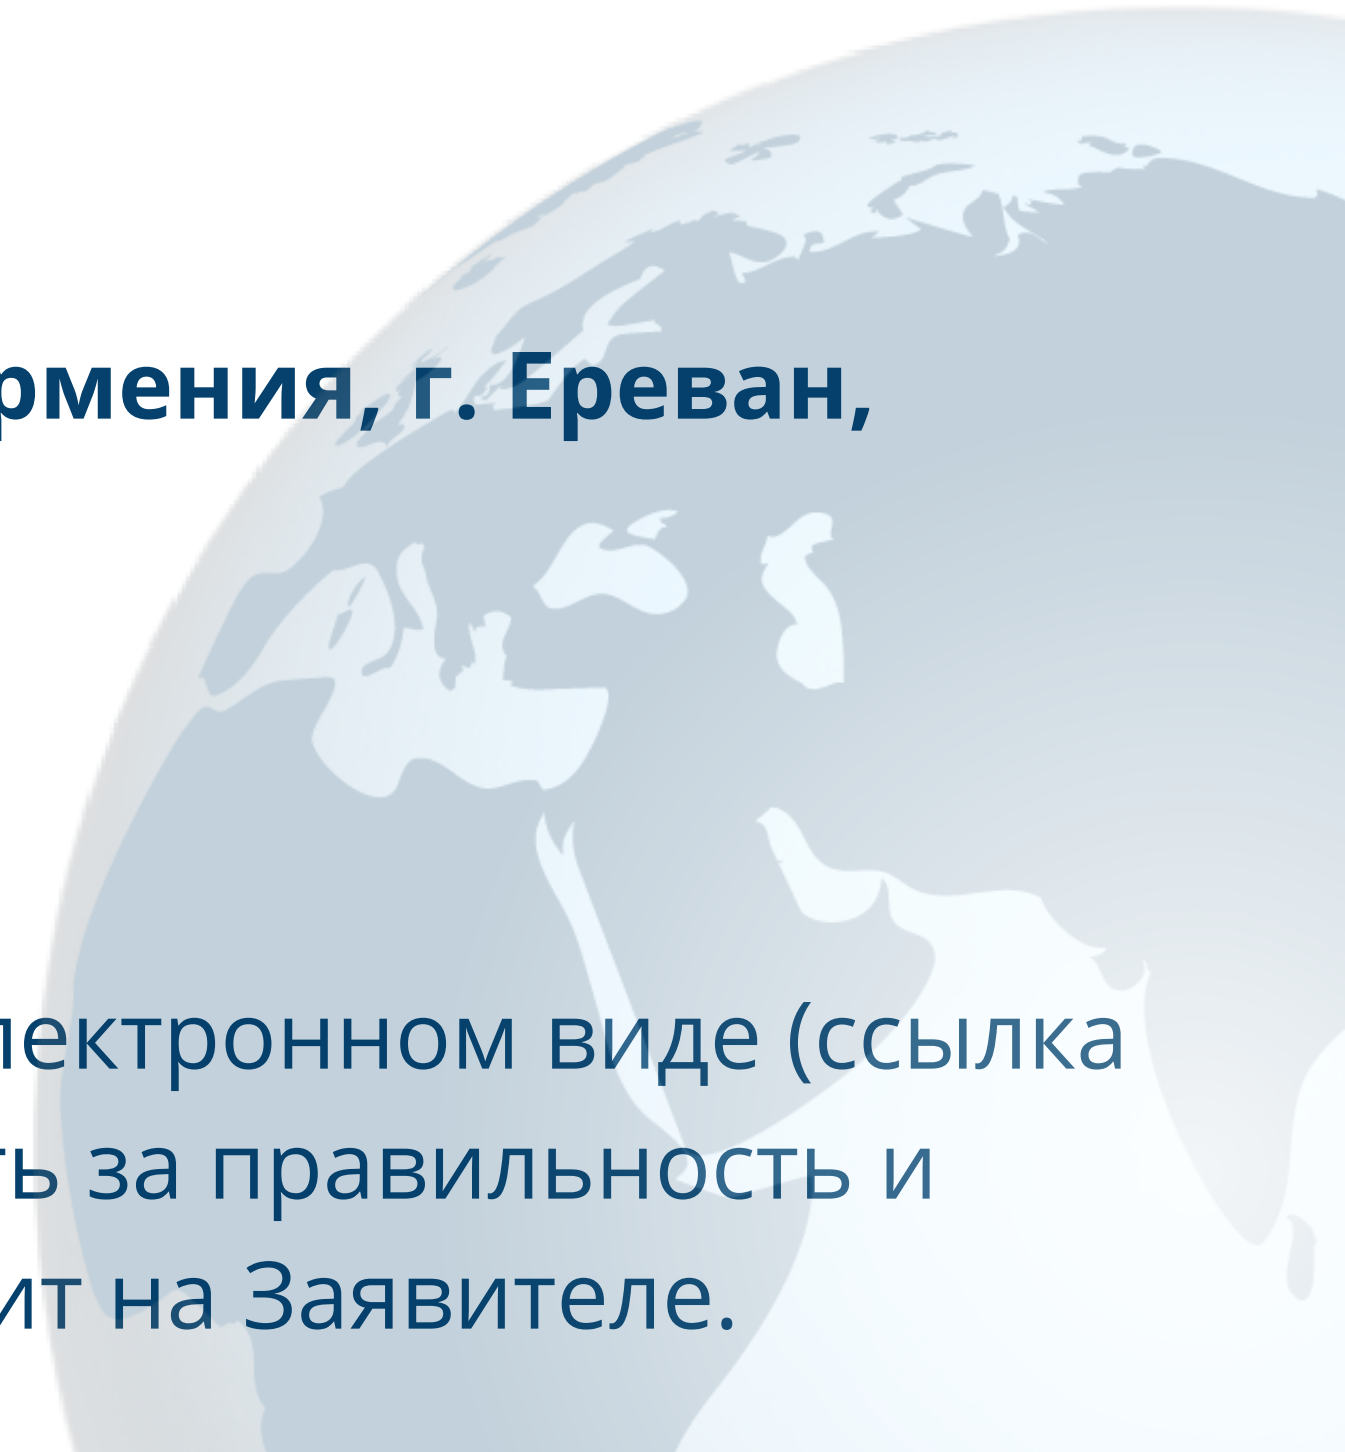 рмения, г. Ереван,
лектронном виде (ссылка
ть за правильность и
ит на Заявителе.